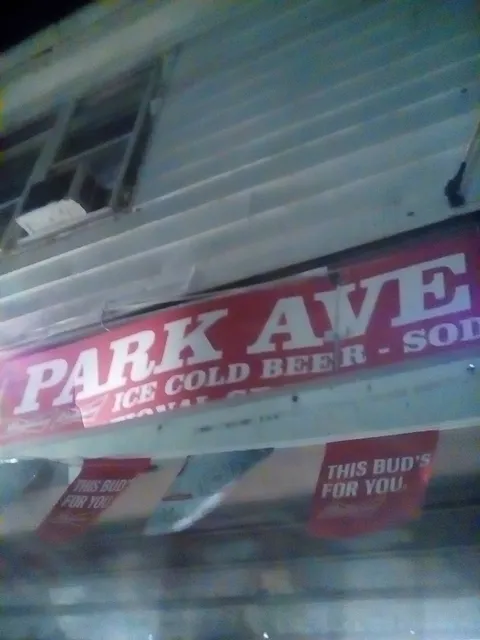 PARK AVE
ICE COLD BEER - SOD
THIS BUD'S
FOR YOU.
THIS BUD'S
FOR YOU.